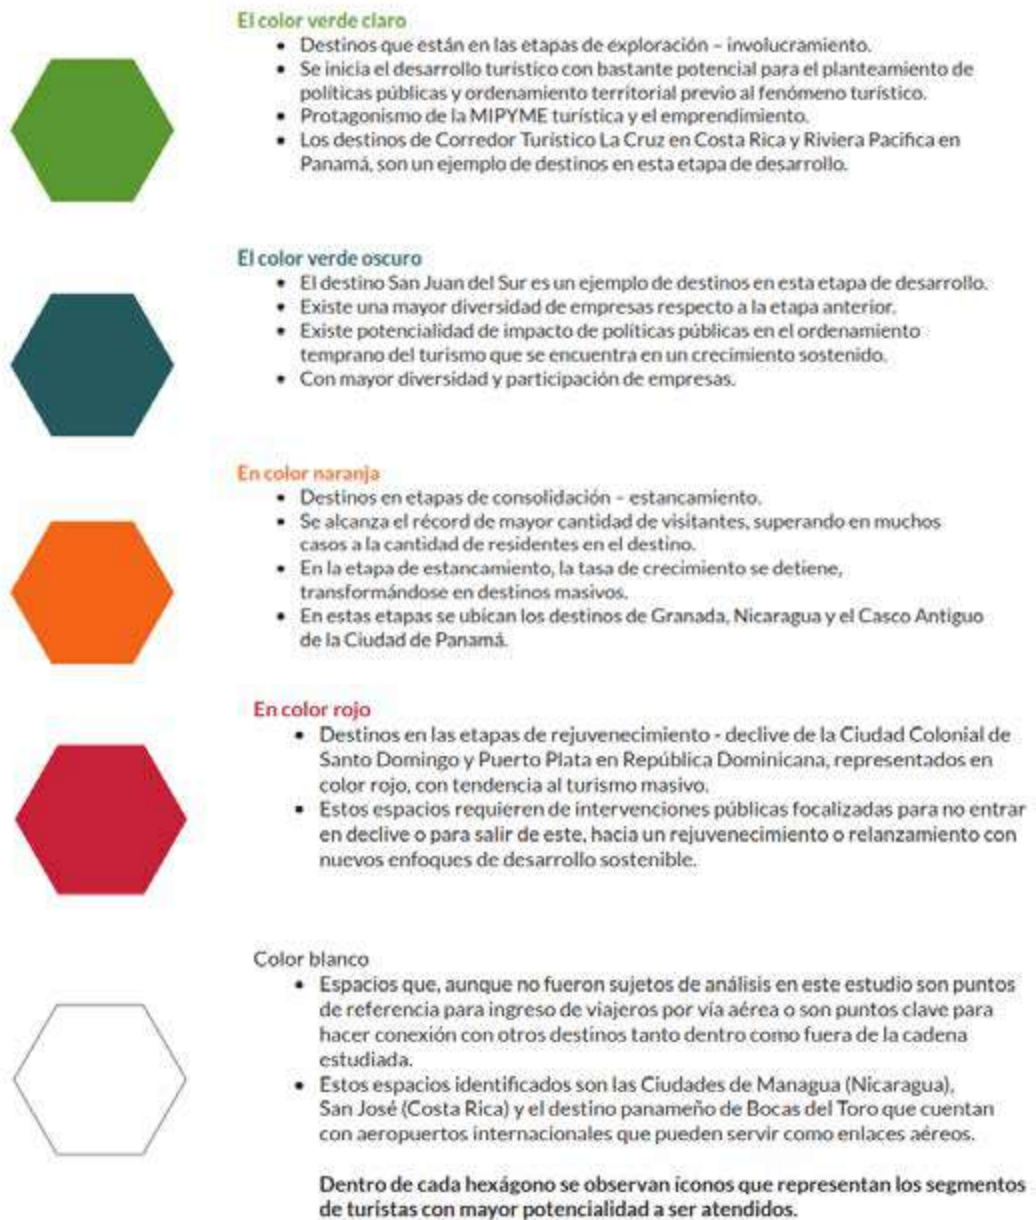 El color verde claro
• Destinos que están en las etapas de exploración – involucramiento.
• Se inicia el desarrollo turístico con bastante potencial para el planteamiento de
políticas públicas y ordenamiento territorial previo al fenómeno turístico.
• Protagonismo de la MIPYME turística y el emprendimiento.
• Los destinos de Corredor Turístico La Cruz en Costa Rica y Riviera Pacífica en
Panamá, son un ejemplo de destinos en esta etapa de desarrollo.
El color verde oscuro
• El destino San Juan del Sur es un ejemplo de destinos en esta etapa de desarrollo.
• Existe una mayor diversidad de empresas respecto a la etapa anterior.
• Existe potencialidad de impacto de políticas públicas en el ordenamiento
temprano del turismo que se encuentra en un crecimiento sostenido.
• Con mayor diversidad y participación de empresas.
En color naranja
• Destinos en etapas de consolidación – estancamiento.
• Se alcanza el récord de mayor cantidad de visitantes, superando en muchos
casos a la cantidad de residentes en el destino.
• En la etapa de estancamiento, la tasa de crecimiento se detiene,
transformándose en destinos masivos.
• En estas etapas se ubican los destinos de Granada, Nicaragua y el Casco Antiguo
de la Ciudad de Panamá.
En color rojo
• Destinos en las etapas de rejuvenecimiento - declive de la Ciudad Colonial de
Santo Domingo y Puerto Plata en República Dominicana, representados en
color rojo, con tendencia al turismo masivo.
• Estos espacios requieren de intervenciones públicas focalizadas para no entrar
en declive o para salir de este, hacia un rejuvenecimiento o relanzamiento con
nuevos enfoques de desarrollo sostenible.
Color blanco
• Espacios que, aunque no fueron sujetos de análisis en este estudio son puntos
de referencia para ingreso de viajeros por vía aérea o son puntos clave para
hacer conexión con otros destinos tanto dentro como fuera de la cadena
estudiada.
• Estos espacios identificados son las Ciudades de Managua (Nicaragua),
San José (Costa Rica) y el destino panameño de Bocas del Toro que cuentan
con aeropuertos internacionales que pueden servir como enlaces aéreos.
Dentro de cada hexágono se observan íconos que representan los segmentos
de turistas con mayor potencialidad a ser atendidos.